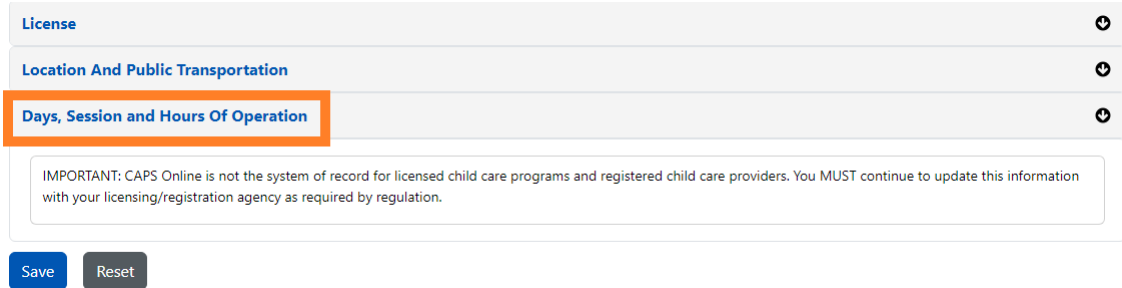 License
Location And Public Transportation
Days, Session and Hours Of Operation
IMPORTANT: CAPS Online is not the system of record for licensed child care programs and registered child care providers. You MUST continue to update this information
with your licensing/registration agency as required by regulation.
Save Reset